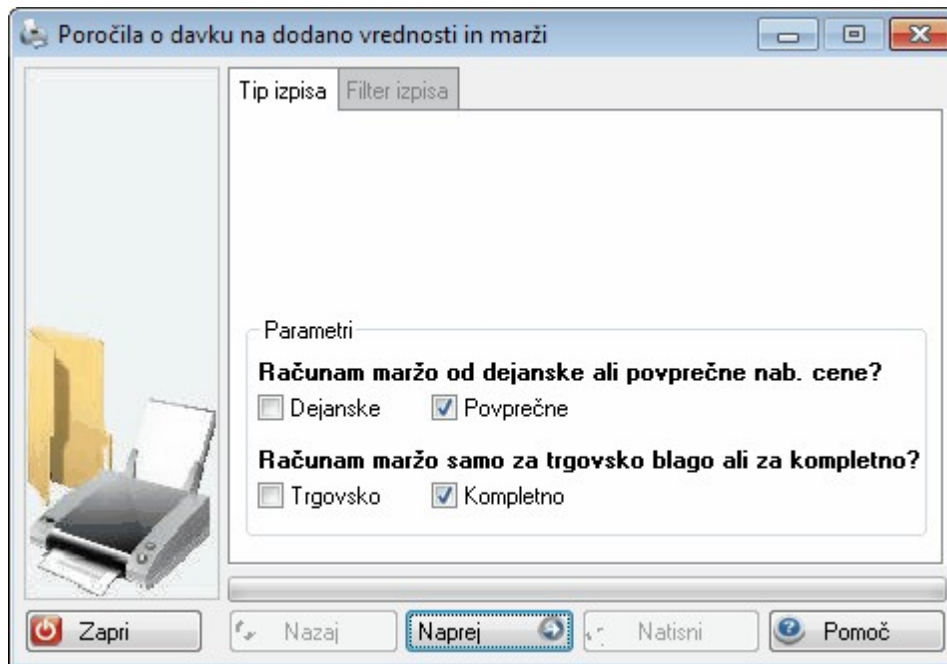 Poročila o davku na dodano vrednosti in marži
Tip izpisa Filter izpisa
Parametri
Računam maržo od dejanske ali povprečne nab. cene?
Dejanske Povprečne
Računam maržo samo za trgovsko blago ali za kompletno?
Trgovsko Kompletno
Zapri Nazaj Naprej Natisni Pomoč